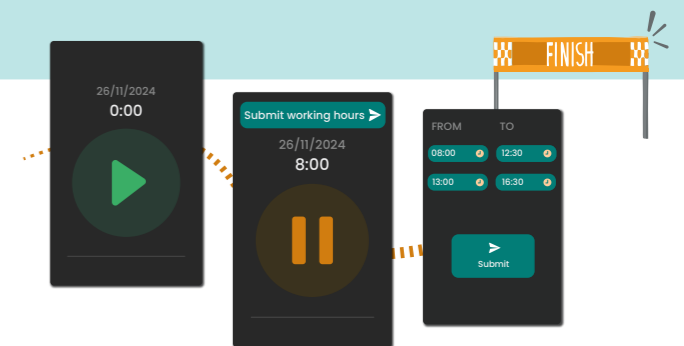 FINISH
26/11/2024
0:00
Submit working hours
26/11/2024
8:00
FROM TO
08:00 12:30
13:00 16:30
Submit